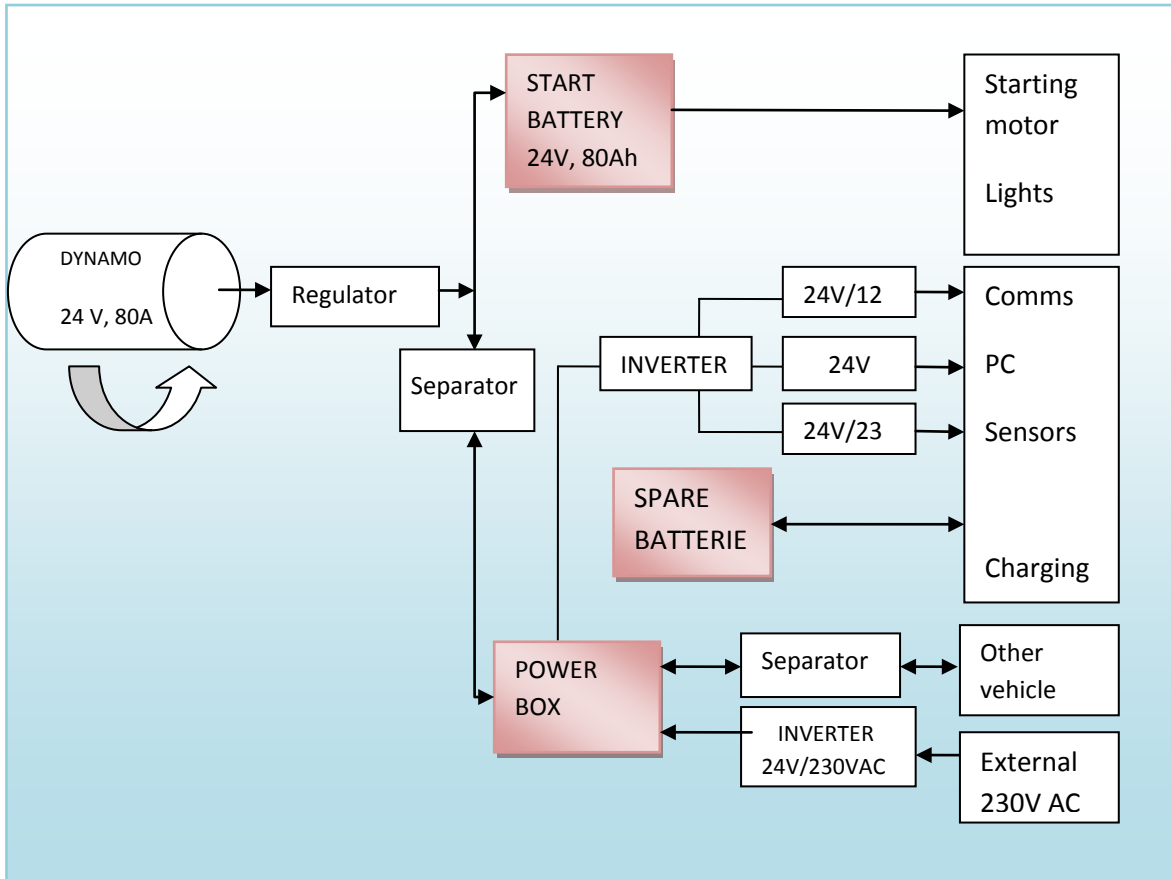 START
BATTERY
24V, 80Ah
Starting
motor
Lights
DYNAMO
24 V, 80A
Regulator
Separator
INVERTER
24V/12
24V
24V/23
Comms
PC
Sensors
Charging
SPARE
BATTERIE
POWER
BOX
Separator
Other
vehicle
INVERTER
24V/230VAC
External
230V AC